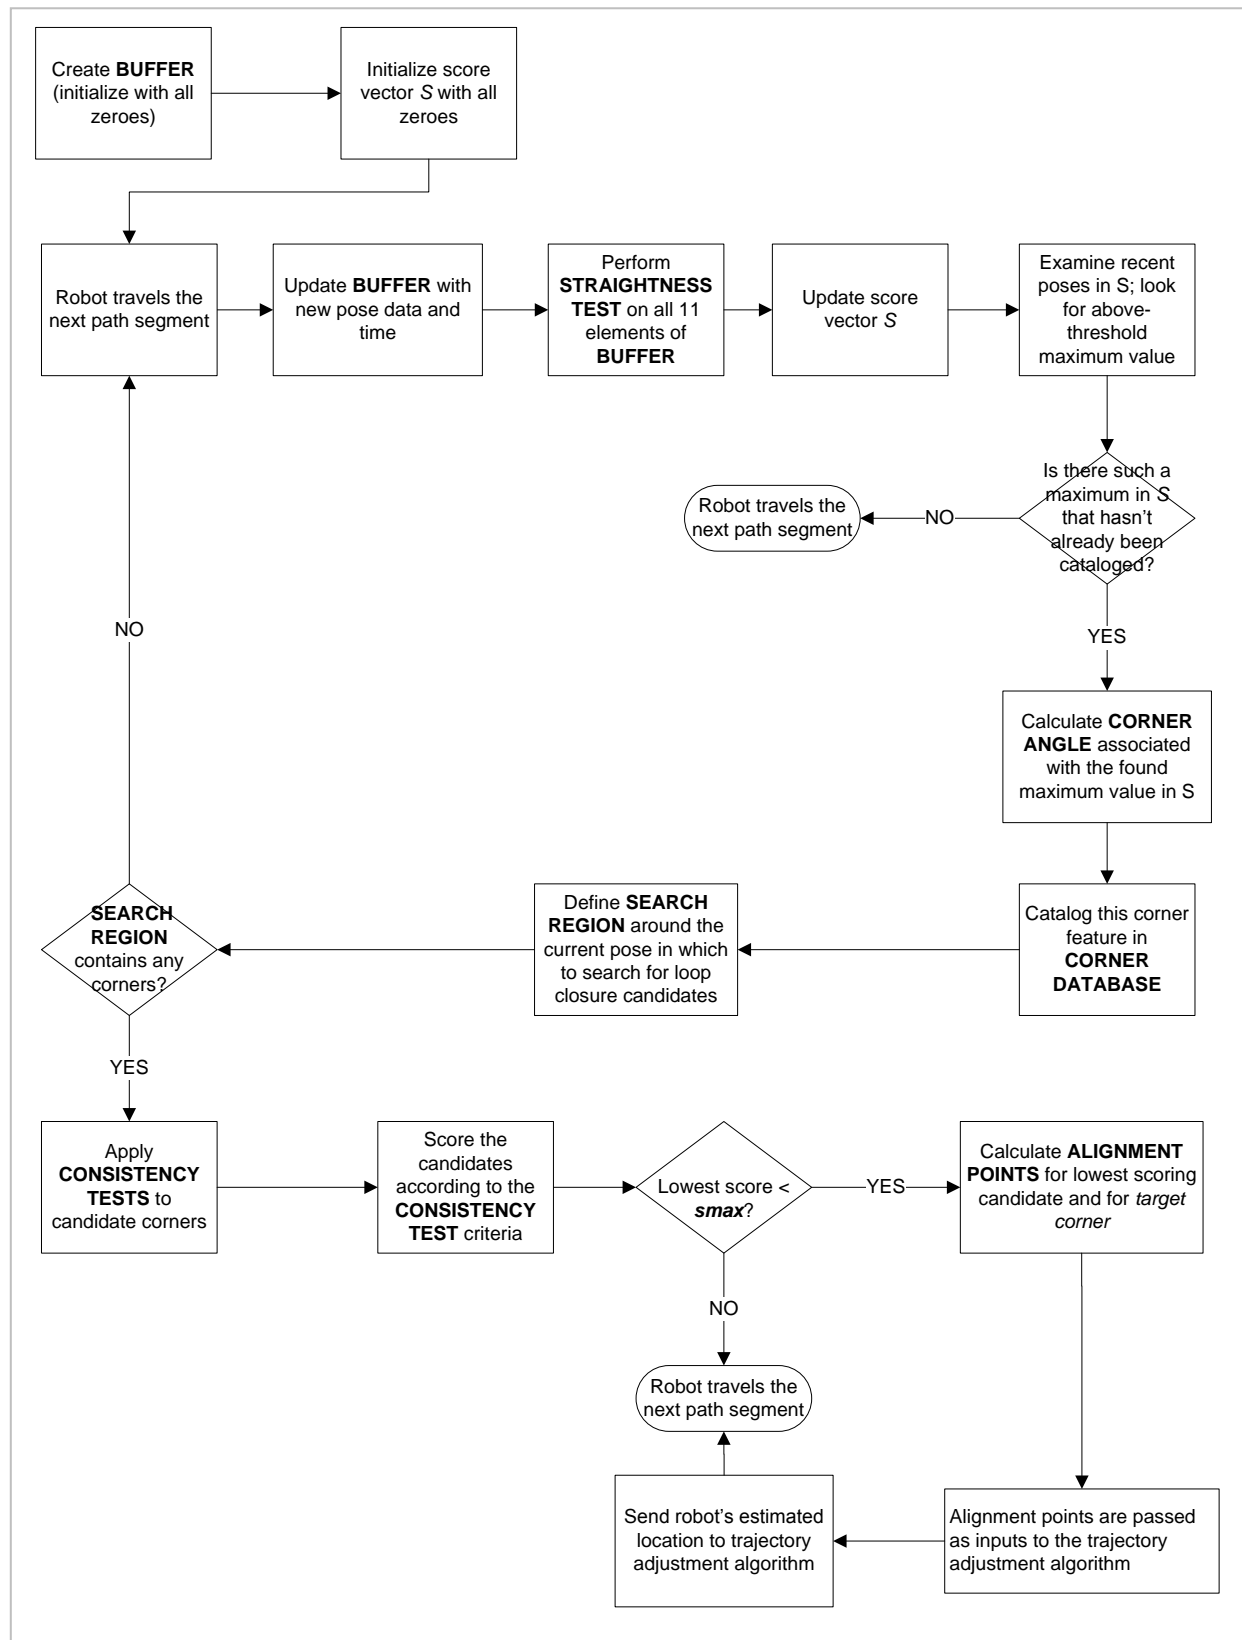 Create BUFFER
(initialize with all
zeroes)
Initialize score
vector S with all
zeroes
Robot travels the
next path segment
Update BUFFER with
new pose data and
time
Perform
STRAIGHTNESS
TEST on all 11
elements of
BUFFER
Update score
vector S
Examine recent
poses in S; look
for above-
threshold
maximum value
Is there such a
maximum in S
that hasn't
already been
cataloged?
NO
Robot travels the
next path segment
YES
Calculate CORNER
ANGLE associated
with the found
maximum value in S
Catalog this corner
feature in
CORNER
DATABASE
Define SEARCH
REGION around the
current pose in which
to search for loop
closure candidates
SEARCH
REGION
contains any
corners?
NO
YES
Apply
CONSISTENCY
TESTS to
candidate corners
Score the
candidates
according to the
CONSISTENCY
TEST criteria
Lowest score <
smax?
YES
Calculate ALIGNMENT
POINTS for lowest scoring
candidate and for target
corner
NO
Robot travels the
next path segment
Alignment points are passed
as inputs to the trajectory
adjustment algorithm
Send robot's estimated
location to trajectory
adjustment algorithm